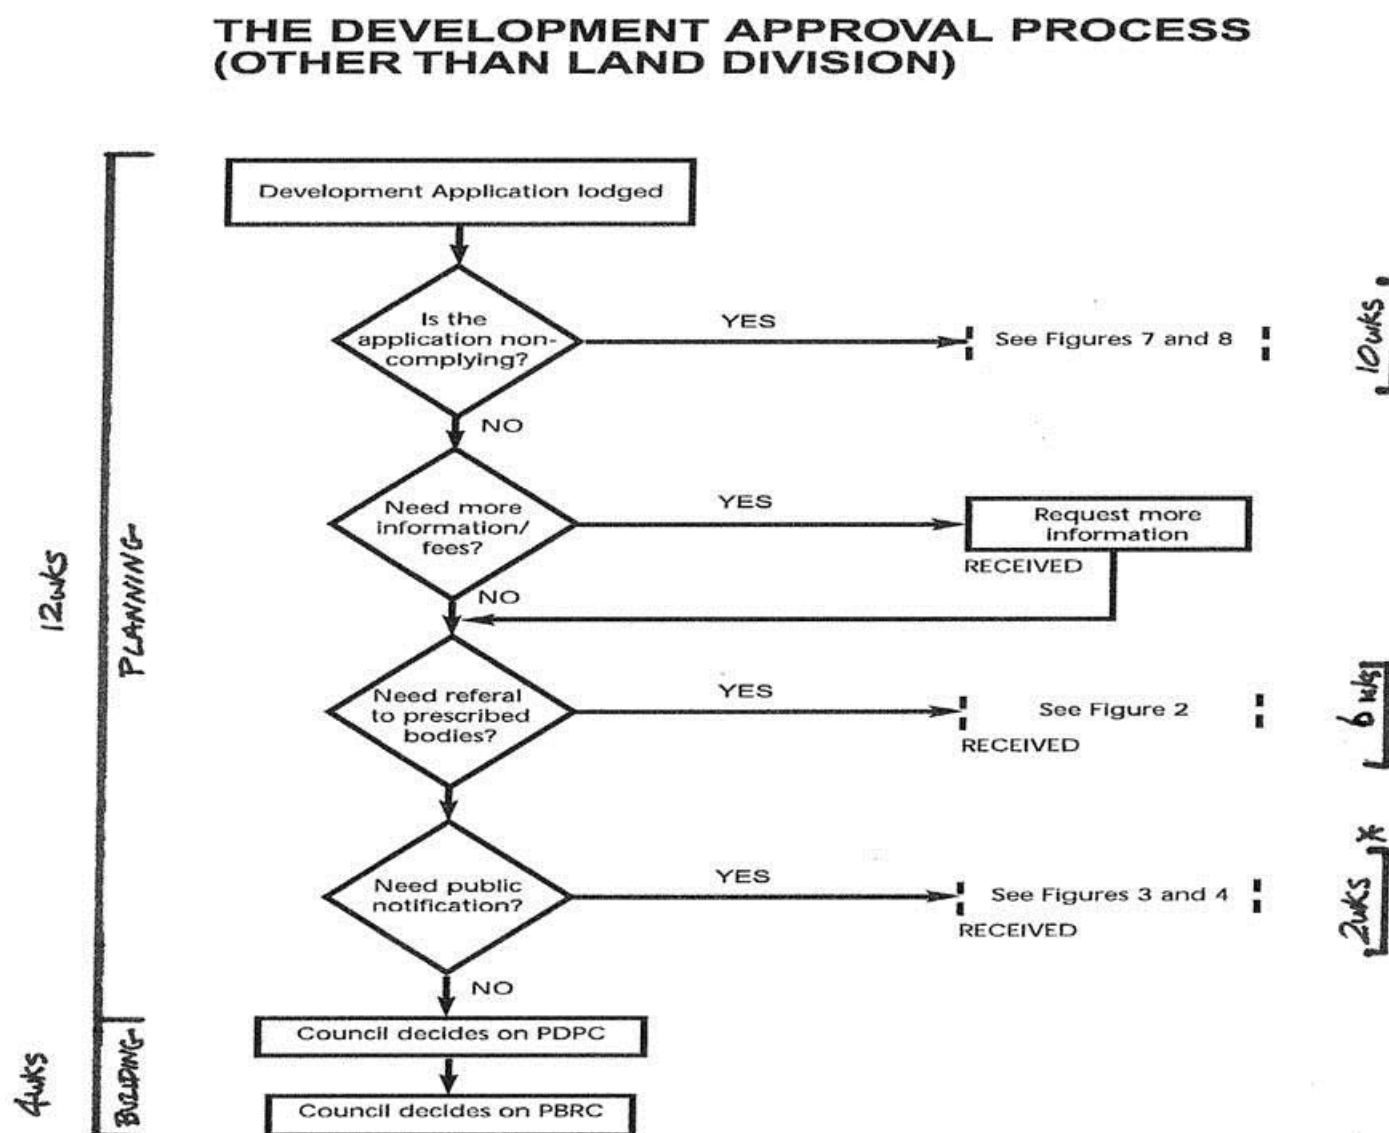 THE DEVELOPMENT APPROVAL PROCESS
(OTHER THAN LAND DIVISION)
Development Application lodged
Is the
application non-
complying?
YES
See Figures 7 and 8
10wks
NO
Need more
information/
fees?
YES
Request more
information
RECEIVED
NO
12wks
PLANNING
Need referal
to prescribed
bodies?
YES
See Figure 2
RECEIVED
6 wks
Need public
notification?
YES
See Figures 3 and 4
RECEIVED
2wks *
NO
Council decides on PDPC
4wks
BUILDING
Council decides on PBRC